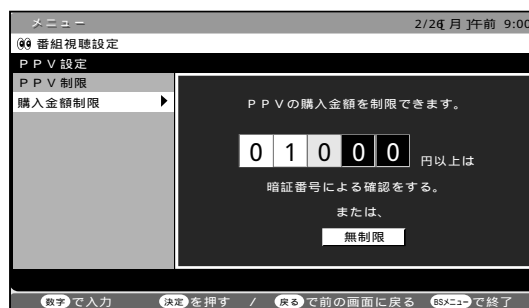 メニュー 2/26[月]午前 9:00
番組視聴設定
ＰＰＶ設定
ＰＰＶ制限
購入金額制限
ＰＰＶの購入金額を制限できます。
0 1 0 0 0 円以上は
暗証番号による確認をする。
または、
無制限
数字で入力 決定を押す / 戻るで前の画面に戻る BSメニューで終了